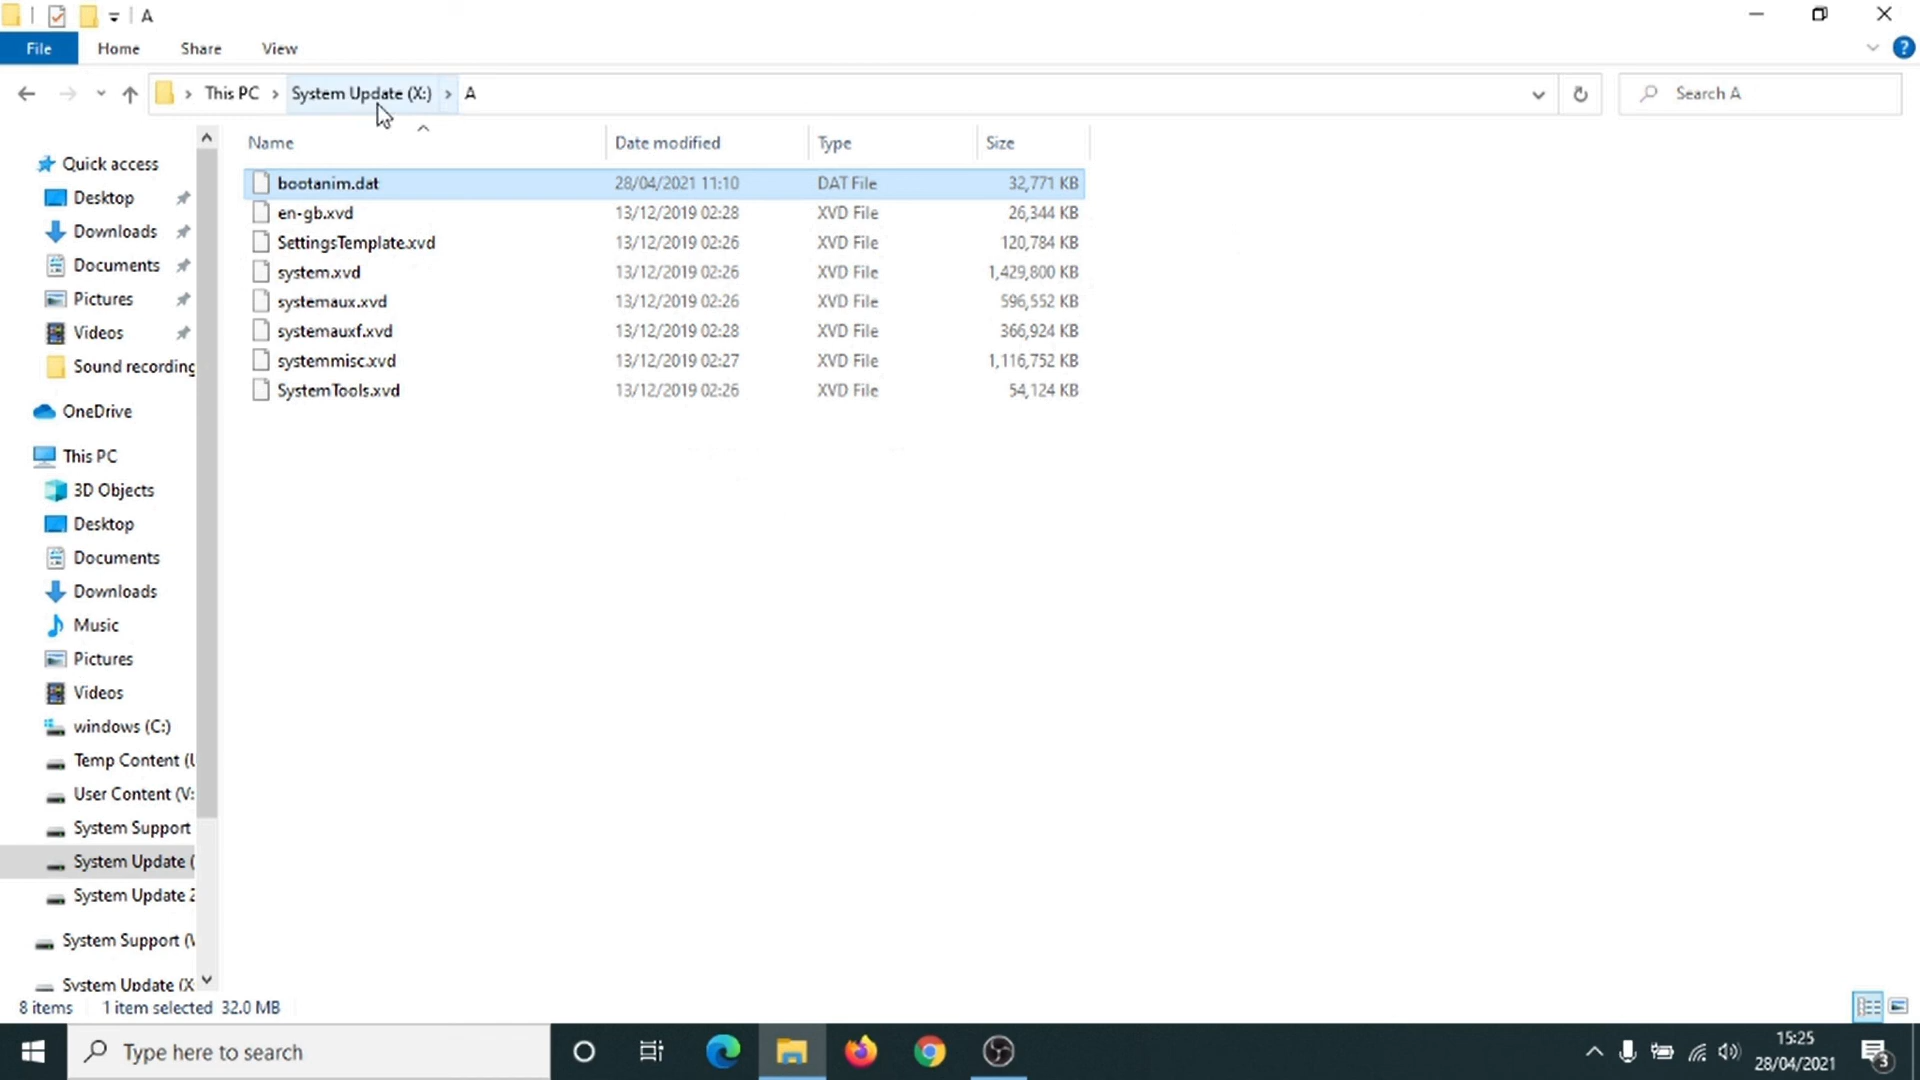 A
File Home Share View
This PC System Update (X:) A
Search A
Name Date modified Type Size
bootanim.dat 28/04/2021 11:10 DAT File 32,771 KB
en-gb.xvd 13/12/2019 02:28 XVD File 26,344 KB
SettingsTemplate.xvd 13/12/2019 02:26 XVD File 120,784 KB
system.xvd 13/12/2019 02:26 XVD File 1,429,800 KB
systemaux.xvd 13/12/2019 02:26 XVD File 596,552 KB
systemauxf.xvd 13/12/2019 02:28 XVD File 366,924 KB
systemmisc.xvd 13/12/2019 02:27 XVD File 1,116,752 KB
SystemTools.xvd 13/12/2019 02:26 XVD File 54,124 KB
Quick access
Desktop
Downloads
Documents
Pictures
Videos
Sound recording
OneDrive
This PC
3D Objects
Desktop
Documents
Downloads
Music
Pictures
Videos
windows (C:)
Temp Content (U
User Content (V:
System Support
System Update (
System Update 2
System Support (W
System Update (X
8 items 1 item selected 32.0 MB
Type here to search
15:25
28/04/2021
3